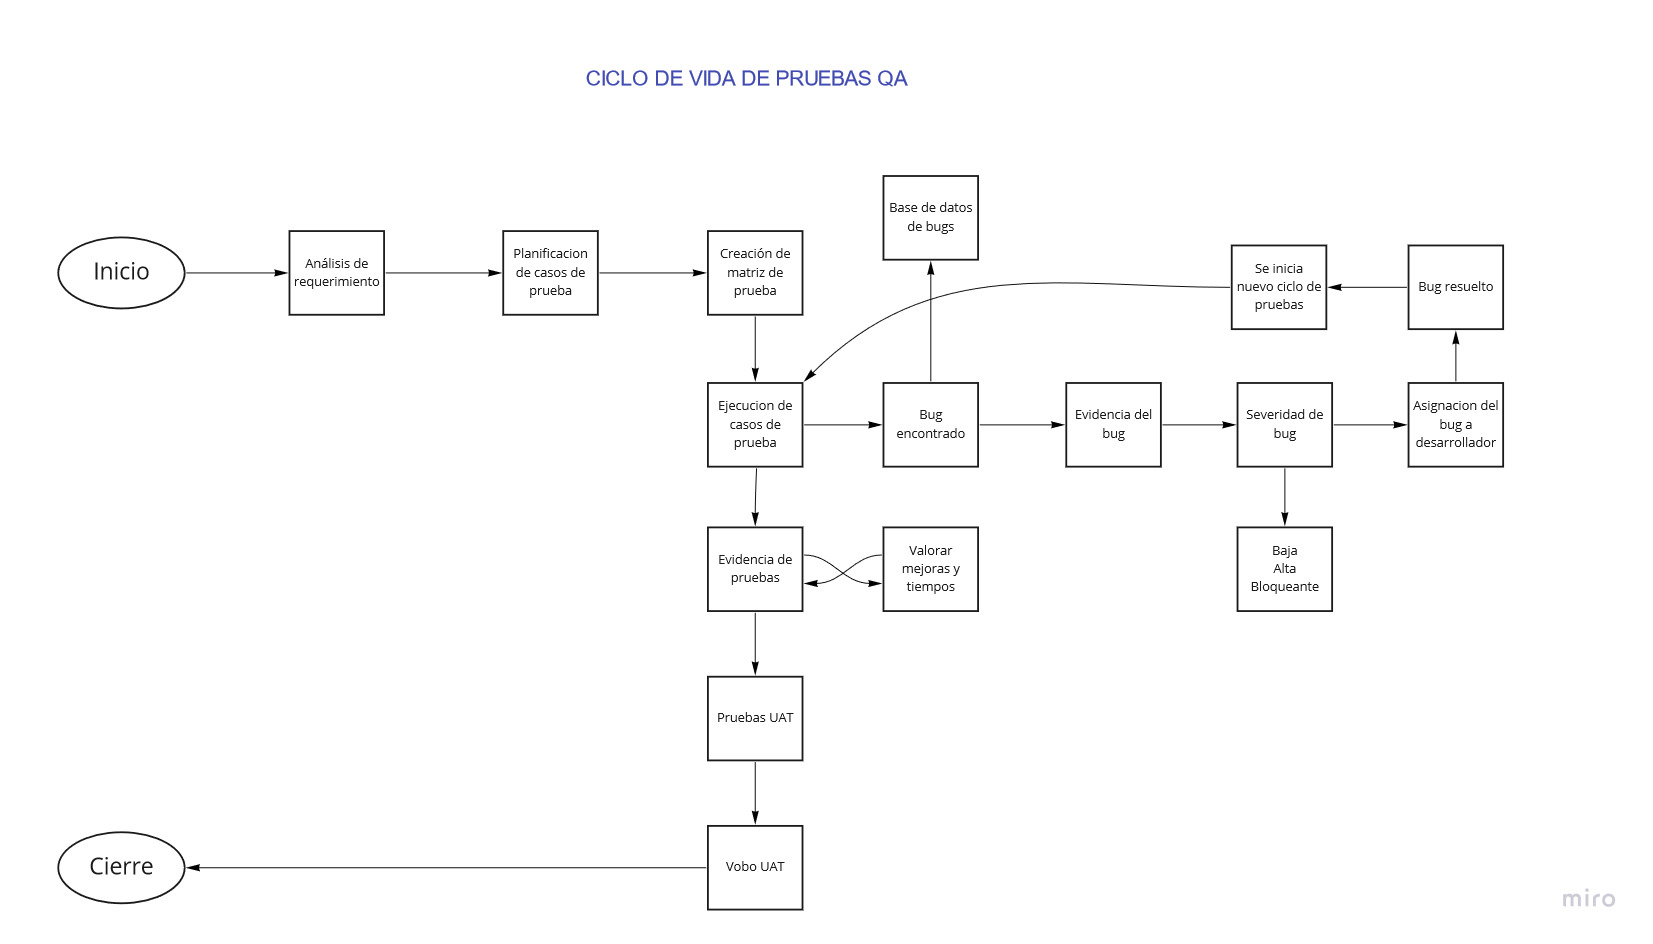 CICLO DE VIDA DE PRUEBAS QA
Inicio
Análisis de
requerimiento
Planificacion
de casos de
prueba
Creación de
matriz de
prueba
Base de datos
de bugs
Se inicia
nuevo ciclo de
pruebas
Bug resuelto
Ejecucion de
casos de
prueba
Bug
encontrado
Evidencia del
bug
Severidad de
bug
Asignacion del
bug a
desarrollador
Evidencia de
pruebas
Valorar
mejoras y
tiempos
Baja
Alta
Bloqueante
Pruebas UAT
Vobo UAT
Cierre
miro